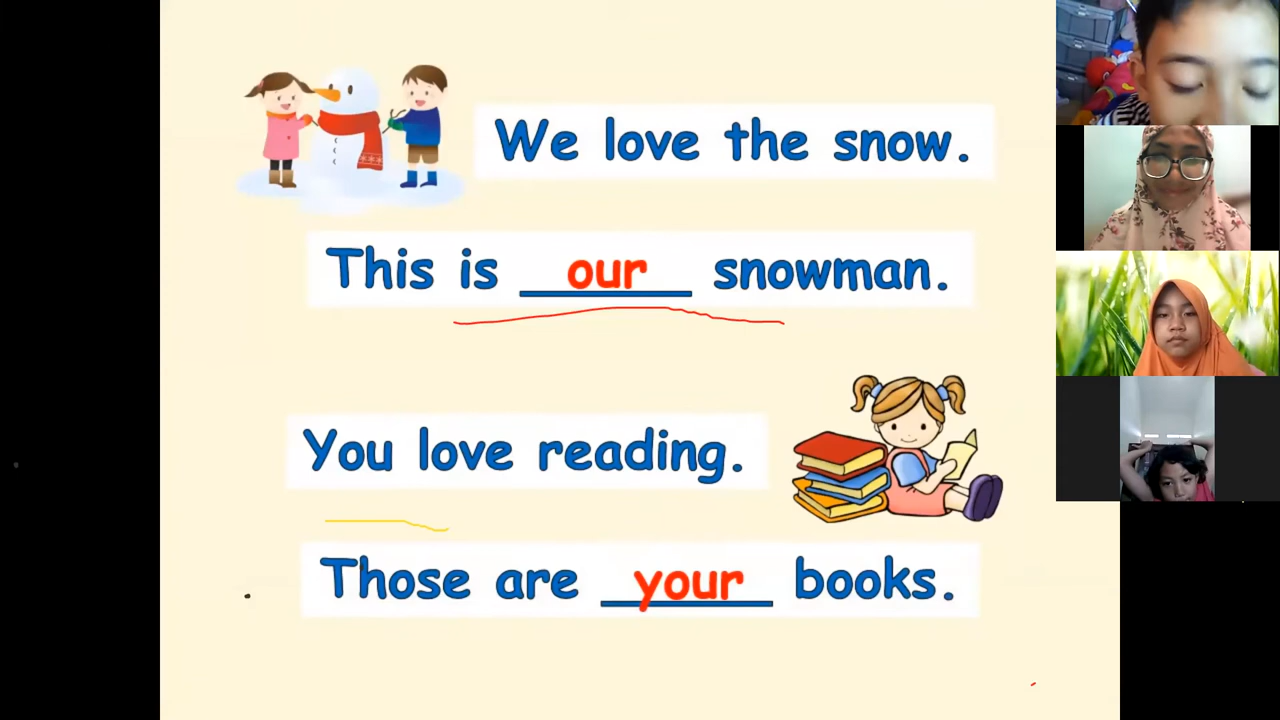 We love the snow.
This is our snowman.
You love reading.
Those are your books.